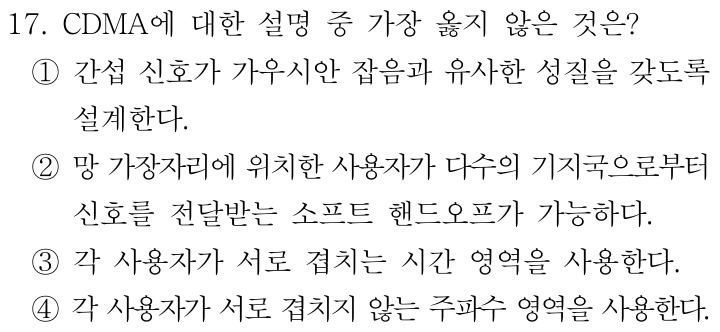 17. CDMA에 대한 설명 중 가장 옳지 않은 것은?
① 간섭 신호가 가우시안 잡음과 유사한 성질을 갖도록
설계한다.
② 망 가장자리에 위치한 사용자가 다수의 기지국으로부터
신호를 전달받는 소프트 핸드오프가 가능하다.
③ 각 사용자가 서로 겹치는 시간 영역을 사용한다.
④ 각 사용자가 서로 겹치지 않는 주파수 영역을 사용한다.